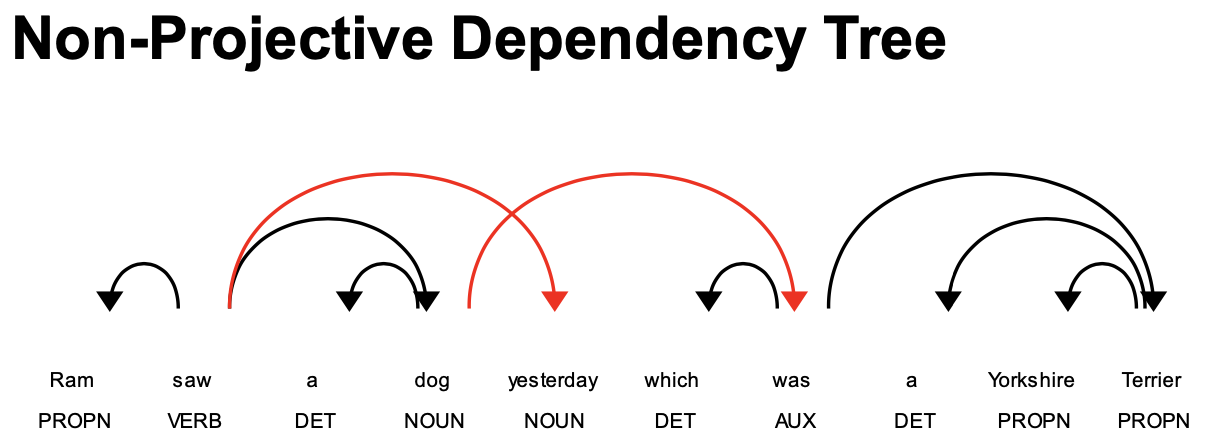 Non-Projective Dependency Tree
Ram saw a dog yesterday which was a Yorkshire Terrier
PROPN VERB DET NOUN NOUN DET AUX DET PROPN PROPN